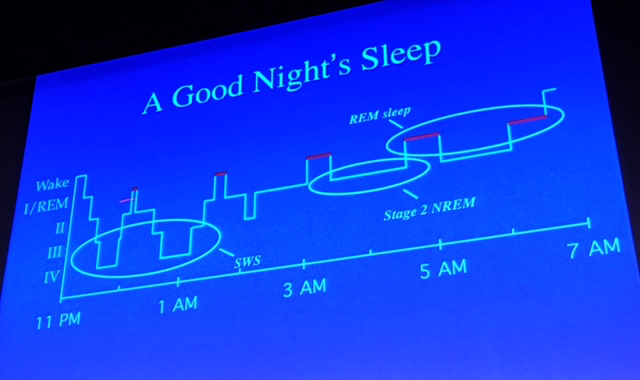 A Good Night's Sleep
REM sleep
Wake
I/REM
II
III
IV
Stage 2 NREM
SWS
11 PM
1 AM
3 AM
5 AM
7 AM